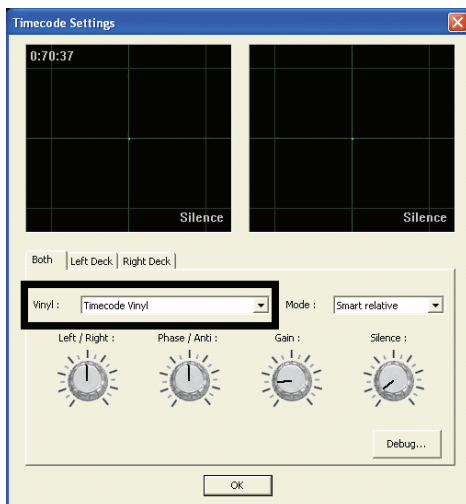 Timecode Settings
0:70:37
Silence Silence
Both Left Deck Right Deck
Vinyl : Timecode Vinyl Mode : Smart relative
Left / Right : Phase / Anti : Gain : Silence :
Debug...
OK